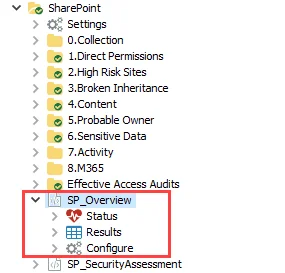 SharePoint
Settings
0.Collection
1.Direct Permissions
2.High Risk Sites
3.Broken Inheritance
4.Content
5.Probable Owner
6.Sensitive Data
7.Activity
8.M365
Effective Access Audits
SP_Overview
Status
Results
Configure
SP_SecurityAssessment